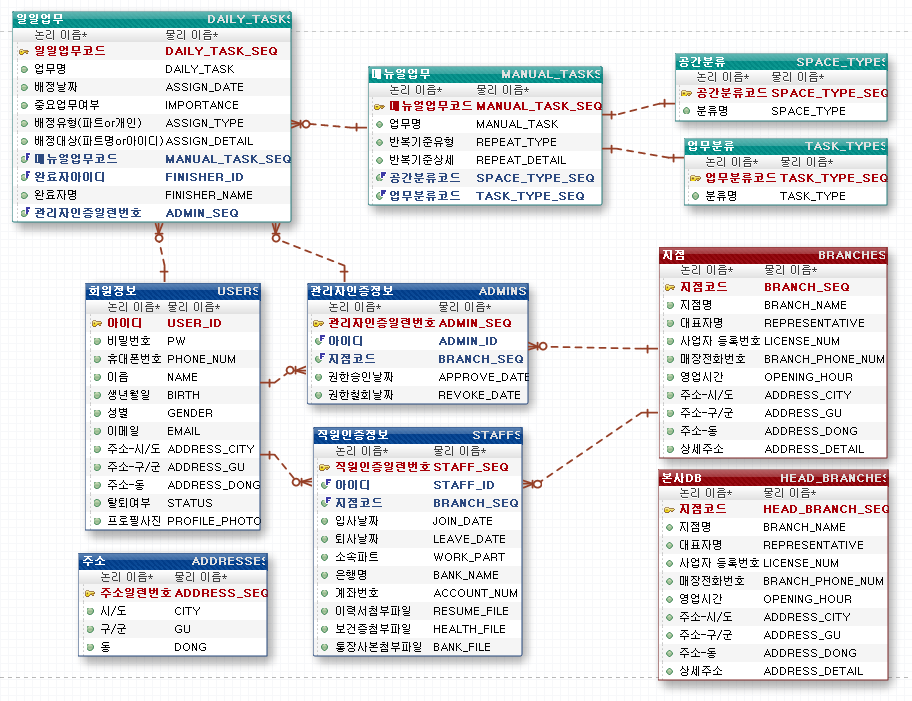 일일업무 DAILY_TASKS
논리 이름* 물리 이름*
일일업무코드 DAILY_TASK_SEQ
업무명 DAILY_TASK
배정날짜 ASSIGN_DATE
중요업무여부 IMPORTANCE
배정유형(파트or개인) ASSIGN_TYPE
배정대상(파트명or아이디) ASSIGN_DETAIL
메뉴얼업무코드 MANUAL_TASK_SEQ
완료자아이디 FINISHER_ID
완료자명 FINISHER_NAME
관리자인증일련번호 ADMIN_SEQ
메뉴얼업무 MANUAL_TASKS
논리 이름* 물리 이름*
메뉴얼업무코드 MANUAL_TASK_SEQ
업무명 MANUAL_TASK
반복기준유형 REPEAT_TYPE
반복기준상세 REPEAT_DETAIL
공간분류코드 SPACE_TYPE_SEQ
업무분류코드 TASK_TYPE_SEQ
공간분류 SPACE_TYPES
논리 이름* 물리 이름*
공간분류코드 SPACE_TYPE_SEQ
분류명 SPACE_TYPE
업무분류 TASK_TYPES
논리 이름* 물리 이름*
업무분류코드 TASK_TYPE_SEQ
분류명 TASK_TYPE
회원정보 USERS
논리 이름* 물리 이름*
아이디 USER_ID
비밀번호 PW
휴대폰번호 PHONE_NUM
이름 NAME
생년월일 BIRTH
성별 GENDER
이메일 EMAIL
주소-시/도 ADDRESS_CITY
주소-구/군 ADDRESS_GU
주소-동 ADDRESS_DONG
탈퇴여부 STATUS
프로필사진 PROFILE_PHOTO
관리자인증정보 ADMINS
논리 이름* 물리 이름*
관리자인증일련번호 ADMIN_SEQ
아이디 ADMIN_ID
지점코드 BRANCH_SEQ
권한승인날짜 APPROVE_DATE
권한철회날짜 REVOKE_DATE
지점 BRANCHES
논리 이름* 물리 이름*
지점코드 BRANCH_SEQ
지점명 BRANCH_NAME
대표자명 REPRESENTATIVE
사업자 등록번호 LICENSE_NUM
매장전화번호 BRANCH_PHONE_NUM
영업시간 OPENING_HOUR
주소-시/도 ADDRESS_CITY
주소-구/군 ADDRESS_GU
주소-동 ADDRESS_DONG
상세주소 ADDRESS_DETAIL
직원인증정보 STAFFS
논리 이름* 물리 이름*
직원인증일련번호 STAFF_SEQ
아이디 STAFF_ID
지점코드 BRANCH_SEQ
입사날짜 JOIN_DATE
퇴사날짜 LEAVE_DATE
소속파트 WORK_PART
은행명 BANK_NAME
계좌번호 ACCOUNT_NUM
이력서첨부파일 RESUME_FILE
보건증첨부파일 HEALTH_FILE
통장사본첨부파일 BANK_FILE
본사DB HEAD_BRANCHES
논리 이름* 물리 이름*
지점코드 HEAD_BRANCH_SEQ
지점명 BRANCH_NAME
대표자명 REPRESENTATIVE
사업자 등록번호 LICENSE_NUM
매장전화번호 BRANCH_PHONE_NUM
영업시간 OPENING_HOUR
주소-시/도 ADDRESS_CITY
주소-구/군 ADDRESS_GU
주소-동 ADDRESS_DONG
상세주소 ADDRESS_DETAIL
주소 ADDRESSES
논리 이름* 물리 이름*
주소일련번호 ADDRESS_SEQ
시/도 CITY
구/군 GU
동 DONG